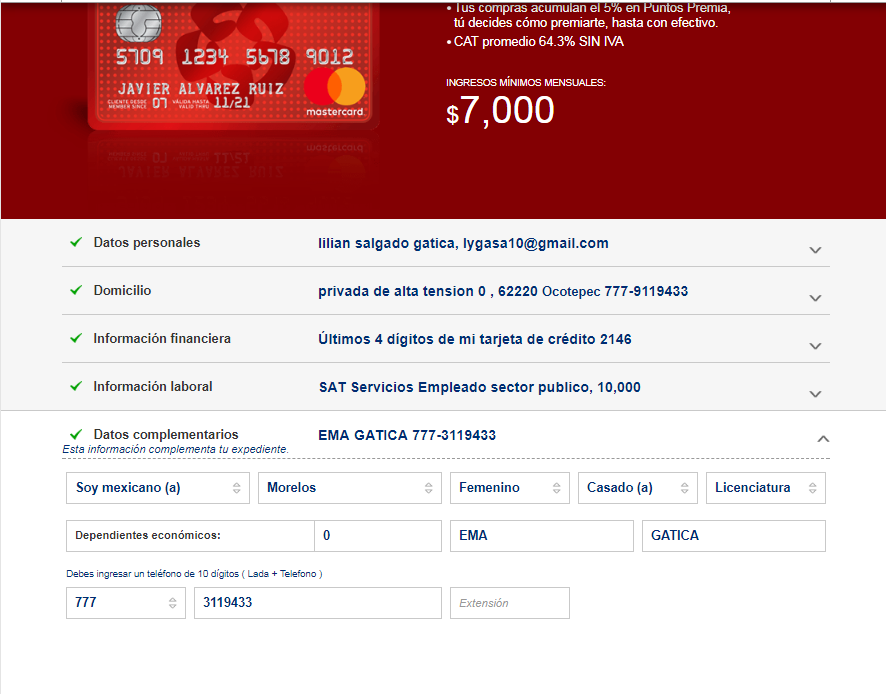 • Tus compras acumulan el 5% en Puntos Premia,
tú decides cómo premiarte, hasta con efectivo.
• CAT promedio 64.3% SIN IVA
INGRESOS MÍNIMOS MENSUALES:
$7,000
5709 1234 5678 9012
JAVIER ALVAREZ RUIZ
CLIENTE DESDE
MEMBER SINCE 07 VÁLIDA HASTA
VALID THRU 11/21
mastercard
Datos personales lilian salgado gatica, lygasa10@gmail.com
Domicilio privada de alta tension 0 , 62220 Ocotepec 777-9119433
Información financiera Últimos 4 dígitos de mi tarjeta de crédito 2146
Información laboral SAT Servicios Empleado sector publico, 10,000
Datos complementarios EMA GATICA 777-3119433
Esta información complementa tu expediente.
Soy mexicano (a) Morelos Femenino Casado (a) Licenciatura
Dependientes económicos: 0 EMA GATICA
Debes ingresar un teléfono de 10 dígitos ( Lada + Telefono )
777 3119433 Extensión